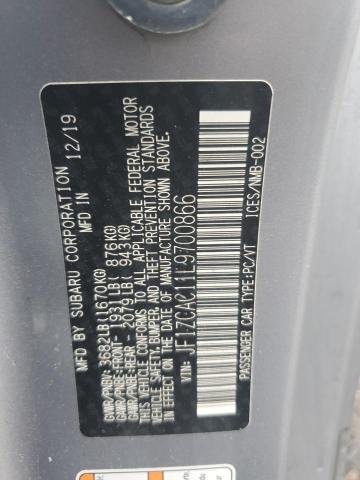 MFD BY SUBARU CORPORATION
MFD IN 12/19
GVWR/PNBV: 3682LB(1670KG)
GAWR/PNBE-FRONT- 1931LB( 876KG)
GAWR/PNBE-REAR - 2079LB( 943KG)
THIS VEHICLE CONFORMS TO ALL APPLICABLE FEDERAL MOTOR
VEHICLE SAFETY, BUMPER, AND THEFT PREVENTION STANDARDS
IN EFFECT ON THE DATE OF MANUFACTURE SHOWN ABOVE.
VIN: JF1ZCAC11L9700866
PASSENGER CAR/VOITURE PARTICULIERE TYPE:PC/VT ICES/NMB-002